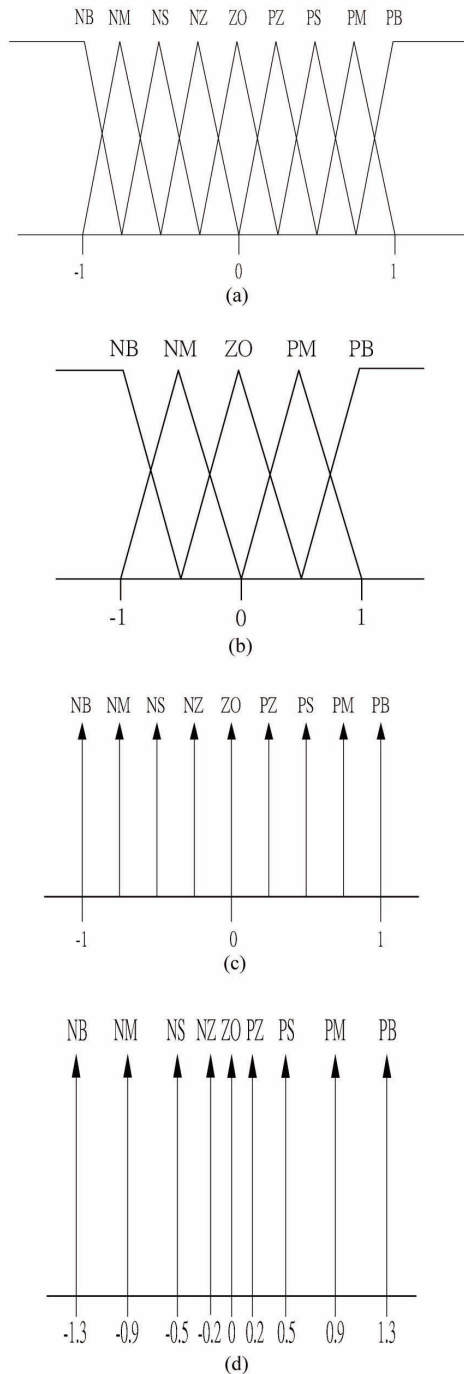 NB NM NS NZ ZO PZ PS PM PB
-1 0 1
(a)
NB NM ZO PM PB
-1 0 1
(b)
NB NM NS NZ ZO PZ PS PM PB
-1 0 1
(c)
NB NM NS NZ ZO PZ PS PM PB
-1.3 -0.9 -0.5 -0.2 0 0.2 0.5 0.9 1.3
(d)